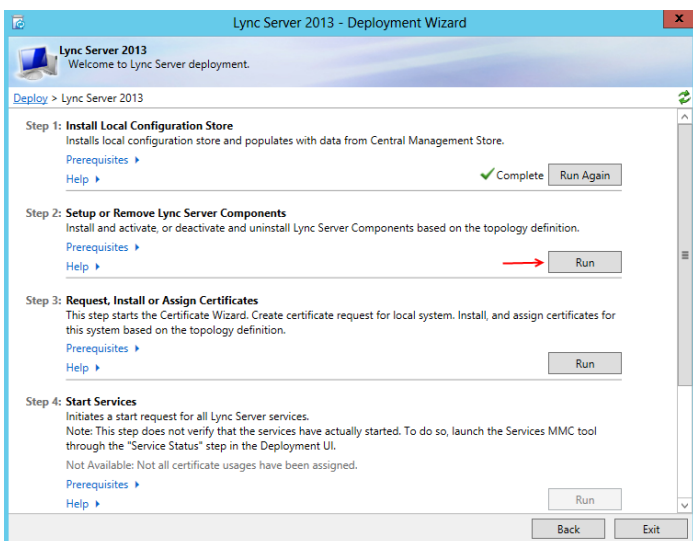 Lync Server 2013 - Deployment Wizard
x
Lync Server 2013
Welcome to Lync Server deployment.
Deploy > Lync Server 2013
Step 1: Install Local Configuration Store
Installs local configuration store and populates with data from Central Management Store.
Prerequisites
Help
Complete Run Again
Step 2: Setup or Remove Lync Server Components
Install and activate, or deactivate and uninstall Lync Server Components based on the topology definition.
Prerequisites
Help
Run
Step 3: Request, Install or Assign Certificates
This step starts the Certificate Wizard. Create certificate request for local system. Install, and assign certificates for
this system based on the topology definition.
Prerequisites
Help
Run
Step 4: Start Services
Initiates a start request for all Lync Server services.
Note: This step does not verify that the services have actually started. To do so, launch the Services MMC tool
through the "Service Status" step in the Deployment UI.
Not Available: Not all certificate usages have been assigned.
Prerequisites
Help
Run
Back Exit